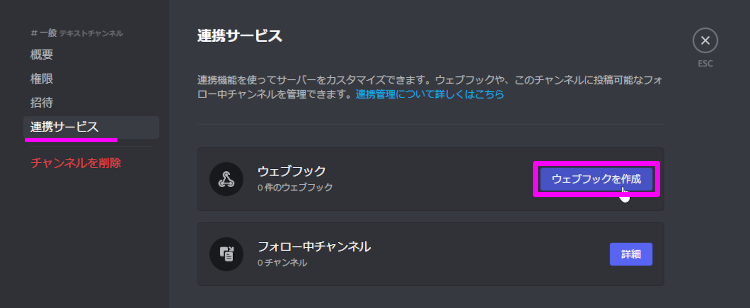 # 一般 テキストチャンネル
概要
権限
招待
連携サービス
チャンネルを削除
連携サービス
ESC
連携機能を使ってサーバーをカスタマイズできます。ウェブフックや、このチャンネルに投稿可能なフォ
ロー中チャンネルを管理できます。連携管理について詳しくはこちら
ウェブフック
0 件のウェブフック
ウェブフックを作成
フォロー中チャンネル
0 チャンネル
詳細